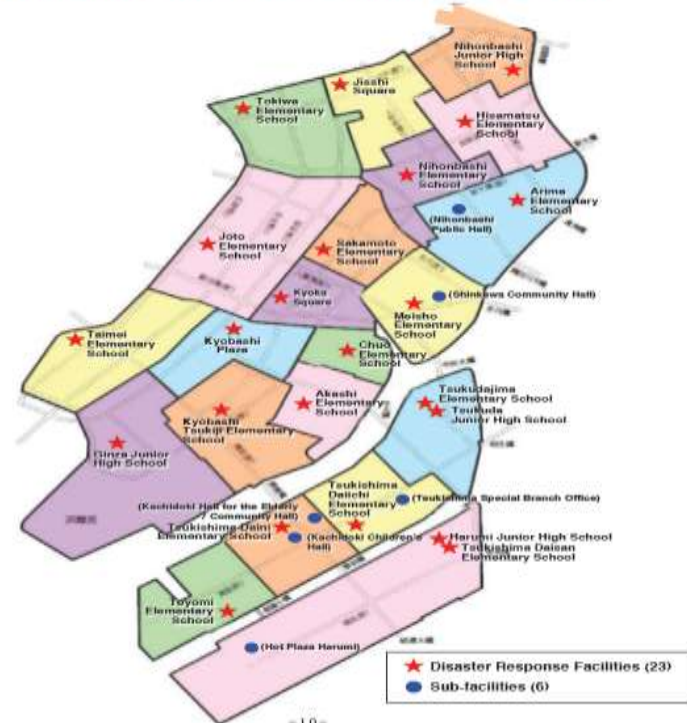 Nihonbashi
Junior High
School
Jisshi
Square
Tokiwa
Elementary
School
Hisamatsu
Elementary
School
Nihonbashi
Elementary
School
Arima
Elementary
School
(Nihonbashi
Public Hall)
Joto
Elementary
School
Sakamoto
Elementary
School
Kyoka
Square
(Shinkawa Community Hall)
Meisho
Elementary
School
Taimei
Elementary
School
Kyobashi
Plaza
Chuo
Elementary
School
Tsukudajima
Elementary School
Tsukuda
Junior High School
Akashi
Elementary
School
Kyobashi
Tsukiji Elementary
School
Ginza Junior
High School
Tsukishima
Daiichi
Elementary
School
(Tsukishima Special Branch Office)
(Kachidoki Hall for the Elderly
/ Community Hall)
Tsukishima Daini
Elementary School
(Kachidoki Children's
Hall)
Harumi Junior High School
Tsukishima Daisan
Elementary School
Toyomi
Elementary
School
(Hot Plaza Harumi)
Disaster Response Facilities (23)
Sub-facilities (6)